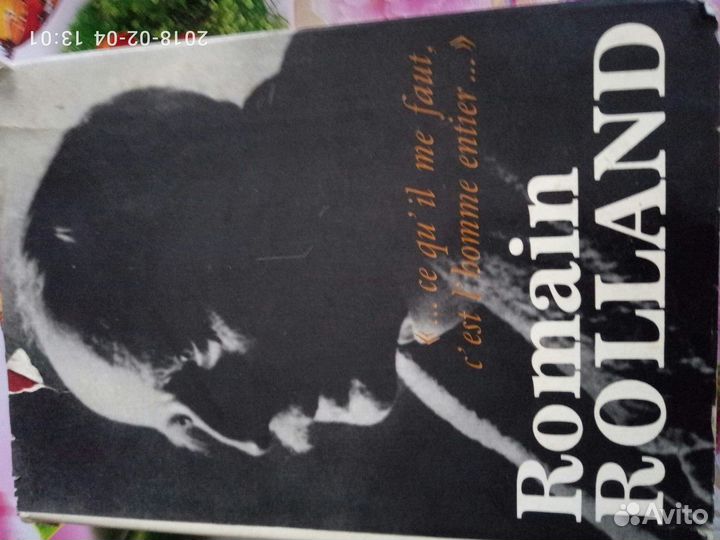 2018-02-04 13:01
«... ce qu'il me faut,
c'est l'homme entier ...»
Romain
ROLLAND
Avito